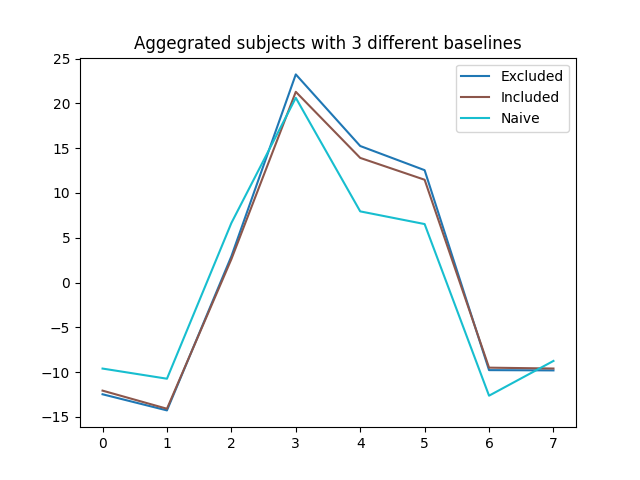 Aggegrated subjects with 3 different baselines
25
20
15
10
5
0
−5
−10
−15
Excluded
Included
Naive
0 1 2 3 4 5 6 7